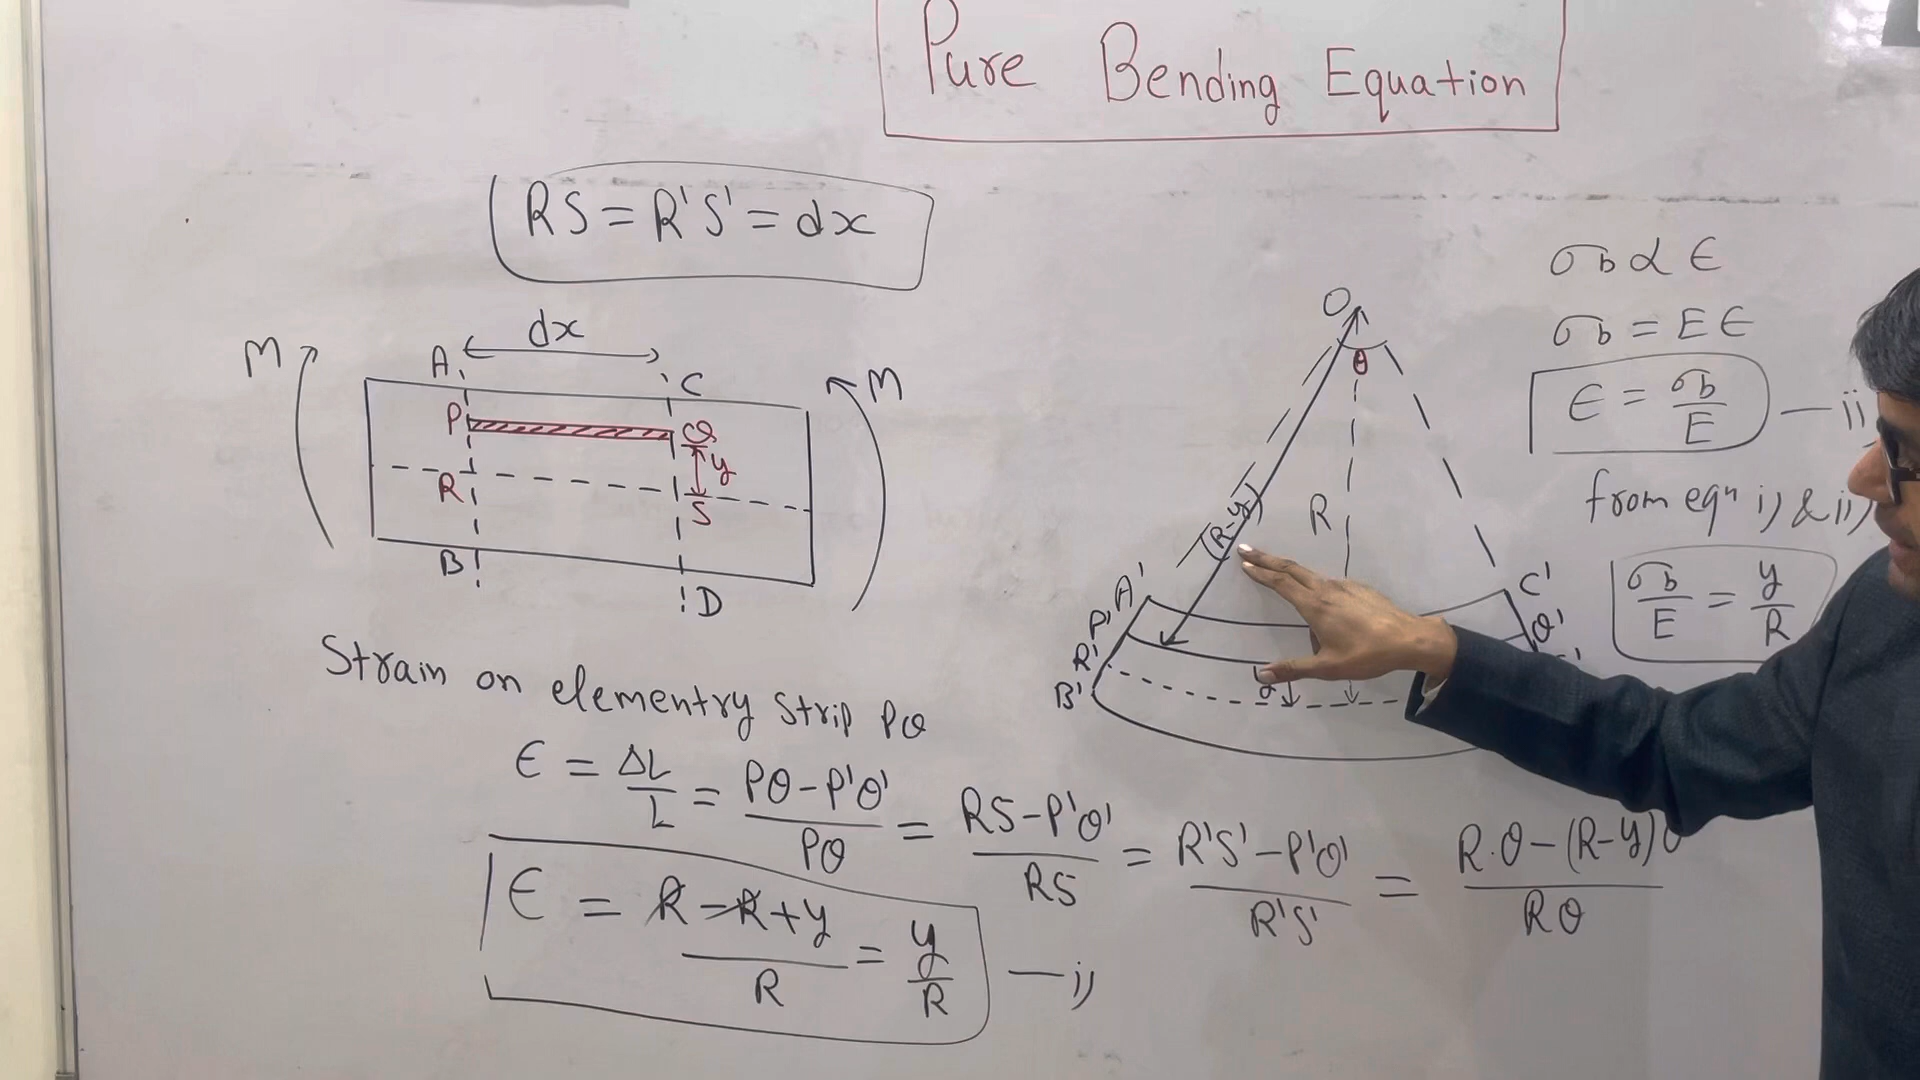 Pure Bending Equation
RS = R'S' = dx
M
dx
M
A
C
P
Q
y
R
S
B
D
O
θ
(R-y)
R
A'
C'
P'
Q'
R'
B'
y
σb α ϵ
σb = Eϵ
ϵ = σb/E — ii)
from eqn i) & ii)
σb/E = y/R
Strain on elementry strip PQ
ϵ = ΔL/L = PQ-P'Q'/PQ = RS-P'Q'/RS = R'S'-P'Q'/R'S' = R.θ-(R-y)θ/Rθ
ϵ = R-R+y/R = y/R — i)